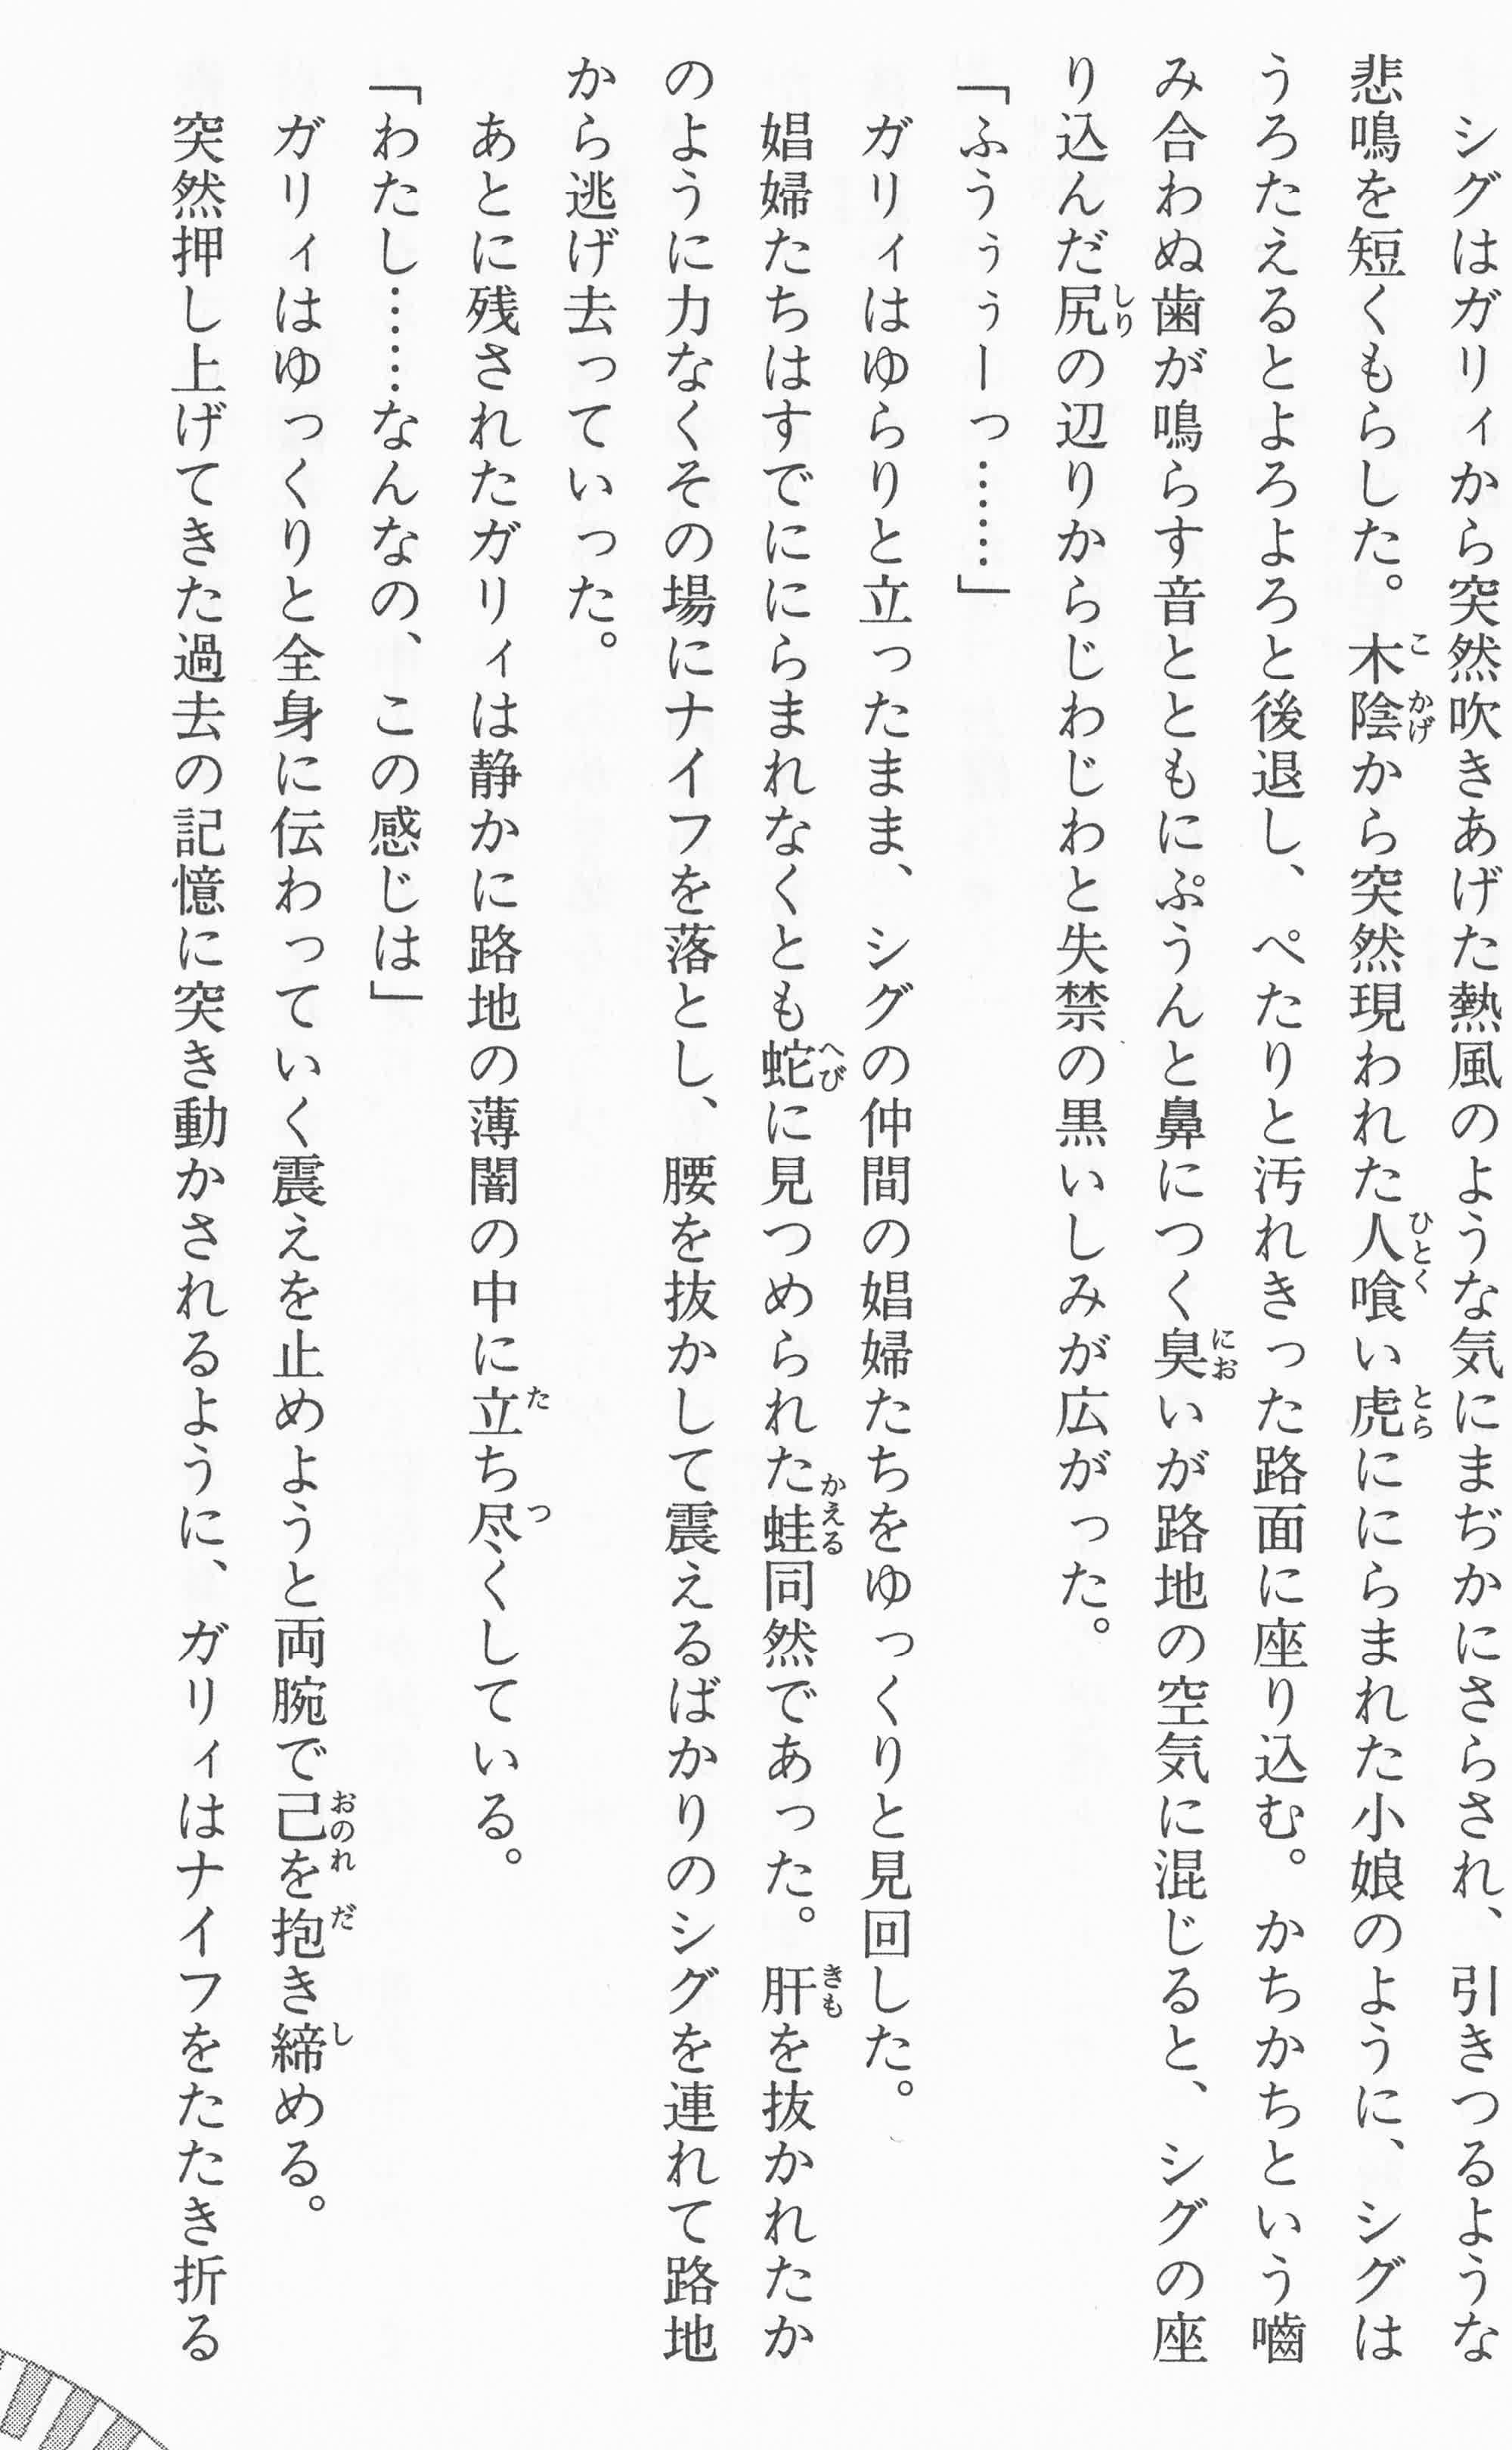 シグはガリィから突然吹きあげた熱風のような気にまぢかにさらされ、引きつるような
悲鳴を短くもらした。木陰から突然現われた人喰い虎ににらまれた小娘のように、シグは
うろたえるとよろよろと後退し、ぺたりと汚れきった路面に座り込む。かちかちという嚙
み合わぬ歯が鳴らす音とともにぷうんと鼻につく臭いが路地の空気に混じると、シグの座
り込んだ尻の辺りからじわじわと失禁の黒いしみが広がった。
「ふうぅぅーっ……」
ガリィはゆらりと立ったまま、シグの仲間の娼婦たちをゆっくりと見回した。
娼婦たちはすでににらまれなくとも蛇に見つめられた蛙同然であった。肝を抜かれたか
のように力なくその場にナイフを落とし、腰を抜かして震えるばかりのシグを連れて路地
から逃げ去っていった。
あとに残されたガリィは静かに路地の薄闇の中に立ち尽くしている。
「わたし……なんなの、この感じは」
ガリィはゆっくりと全身に伝わっていく震えを止めようと両腕で己を抱き締める。
突然押し上げてきた過去の記憶に突き動かされるように、ガリィはナイフをたたき折る